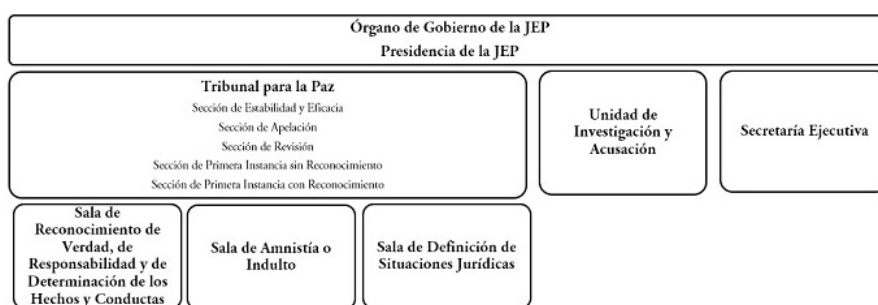 Órgano de Gobierno de la JEP
Presidencia de la JEP
Tribunal para la Paz
Sección de Estabilidad y Eficacia
Sección de Apelación
Sección de Revisión
Sección de Primera Instancia sin Reconocimiento
Sección de Primera Instancia con Reconocimiento
Unidad de
Investigación y
Acusación
Secretaría Ejecutiva
Sala de
Reconocimiento de
Verdad, de
Responsabilidad y de
Determinación de los
Hechos y Conductas
Sala de Amnistía o
Indulto
Sala de Definición de
Situaciones Jurídicas